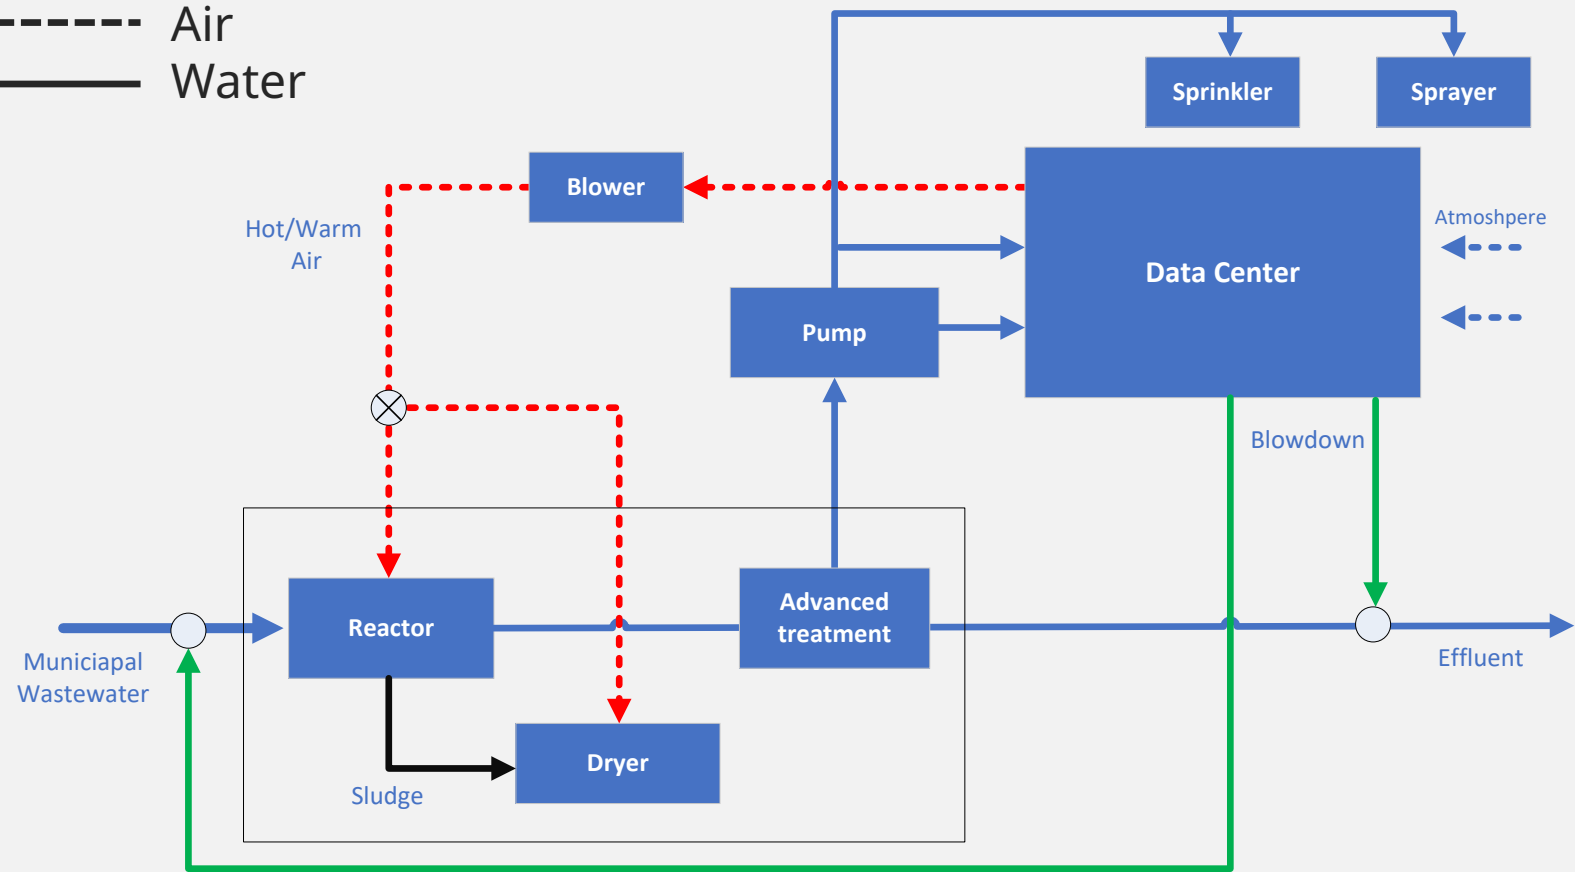 Air
Water
Sprinkler
Sprayer
Blower
Atmoshpere
Hot/Warm
Air
Data Center
Pump
Blowdown
Advanced
treatment
Reactor
Municiapal
Wastewater
Effluent
Dryer
Sludge